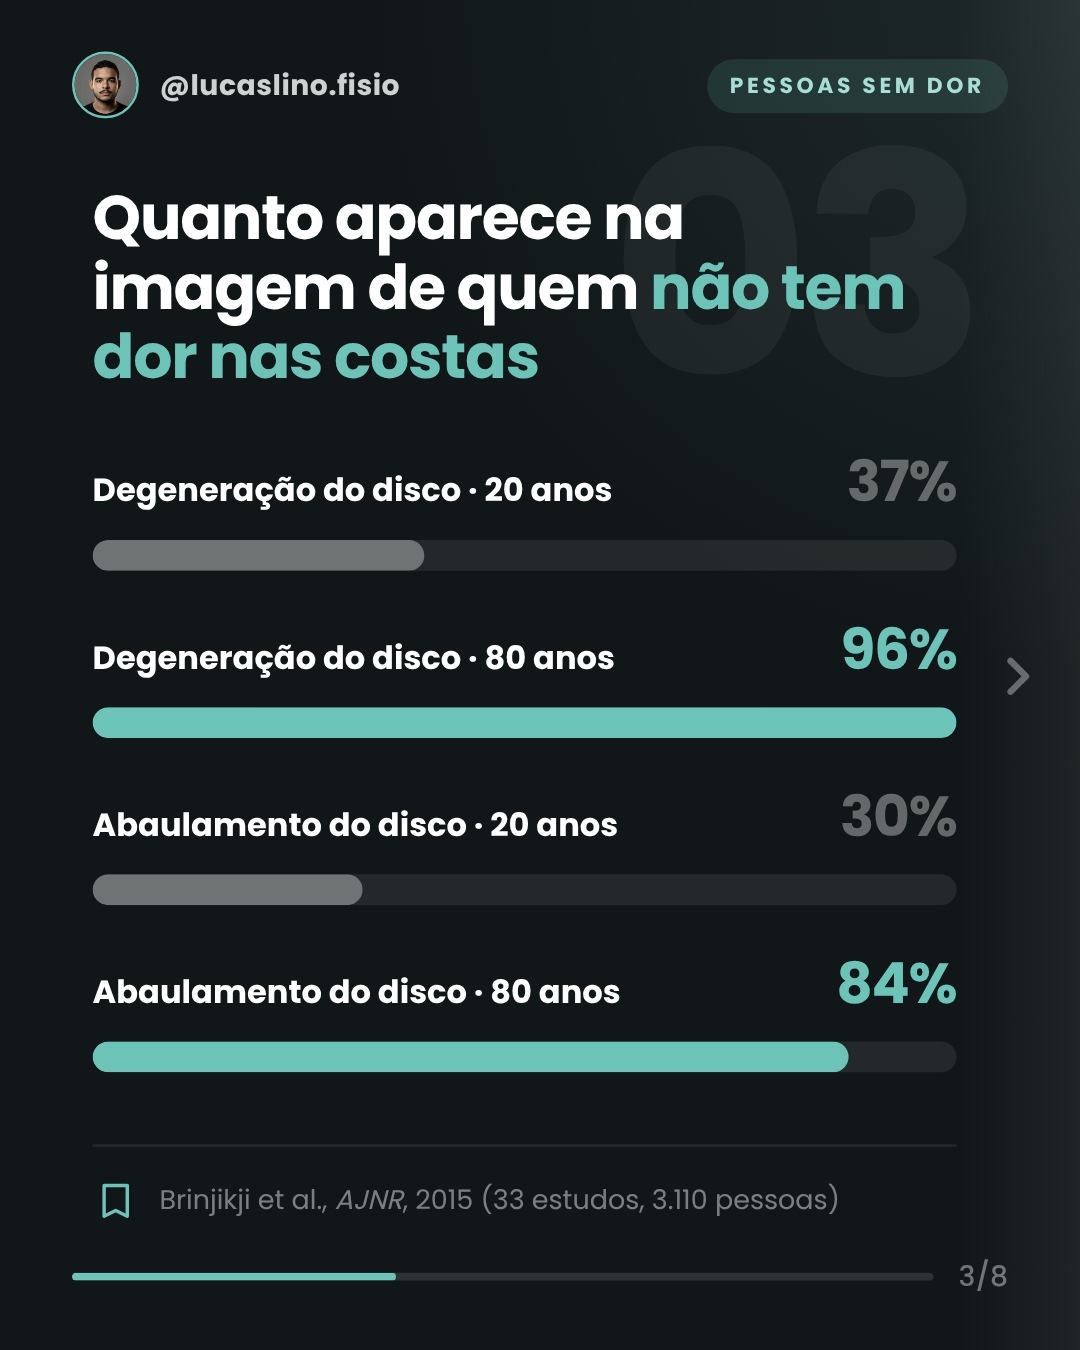 @lucaslino.fisio
PESSOAS SEM DOR
03
Quanto aparece na
imagem de quem não tem
dor nas costas
Degeneração do disco · 20 anos
37%
Degeneração do disco · 80 anos
96%
Abaulamento do disco · 20 anos
30%
Abaulamento do disco · 80 anos
84%
Brinjikji et al., AJNR, 2015 (33 estudos, 3.110 pessoas)
3/8